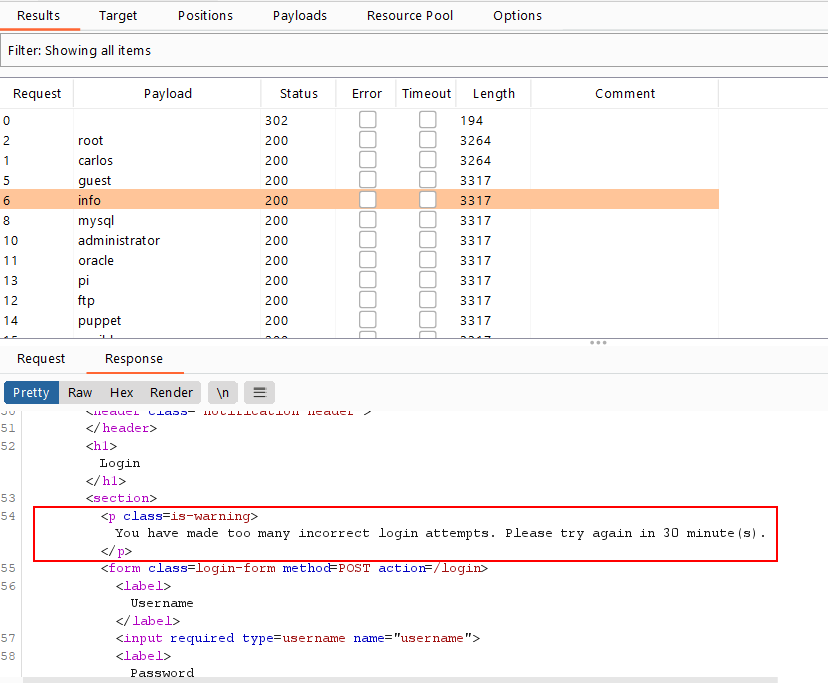 Results Target Positions Payloads Resource Pool Options
Filter: Showing all items
Request Payload Status Error Timeout Length Comment
0 302 194
2 root 200 3264
1 carlos 200 3264
5 guest 200 3317
6 info 200 3317
8 mysql 200 3317
10 administrator 200 3317
11 oracle 200 3317
13 pi 200 3317
12 ftp 200 3317
14 puppet 200 3317
Request Response
Pretty Raw Hex Render \n
51 </header>
52 <h1>
Login
</h1>
53 <section>
54 <p class=is-warning>
You have made too many incorrect login attempts. Please try again in 30 minute(s).
</p>
55 <form class=login-form method=POST action=/login>
56 <label>
Username
</label>
57 <input required type=username name="username">
58 <label>
Password